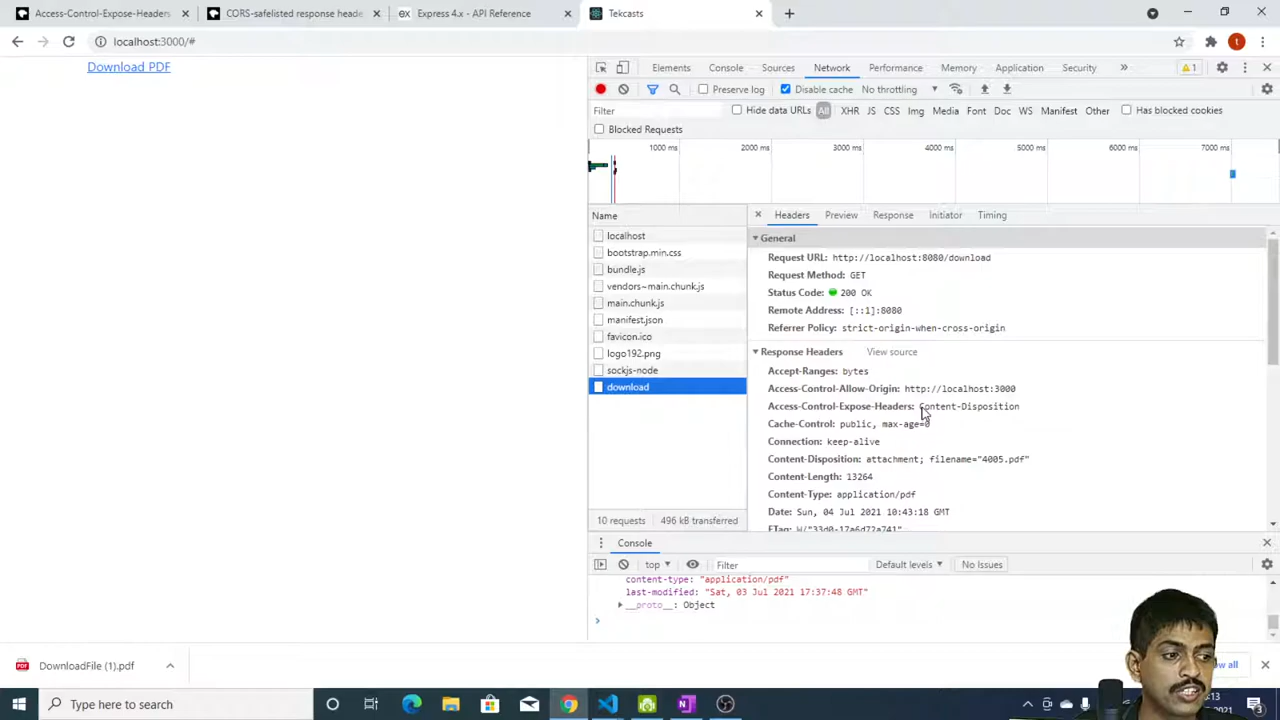 Access-Control-Expose-Headers
CORS-safelisted response heade
Express 4.x - API Reference
Tekcasts
localhost:3000/#
Download PDF
Elements Console Sources Network Performance Memory Application Security 1
Preserve log Disable cache No throttling
Filter Hide data URLs All XHR JS CSS Img Media Font Doc WS Manifest Other Has blocked cookies
Blocked Requests
1000 ms 2000 ms 3000 ms 4000 ms 5000 ms 6000 ms 7000 ms
Name
localhost
bootstrap.min.css
bundle.js
vendors~main.chunk.js
main.chunk.js
manifest.json
favicon.ico
logo192.png
sockjs-node
download
10 requests 496 kB transferred
Headers Preview Response Initiator Timing
General
Request URL: http://localhost:8080/download
Request Method: GET
Status Code: 200 OK
Remote Address: [::1]:8080
Referrer Policy: strict-origin-when-cross-origin
Response Headers View source
Accept-Ranges: bytes
Access-Control-Allow-Origin: http://localhost:3000
Access-Control-Expose-Headers: Content-Disposition
Cache-Control: public, max-age=0
Connection: keep-alive
Content-Disposition: attachment; filename="4005.pdf"
Content-Length: 13264
Content-Type: application/pdf
Date: Sun, 04 Jul 2021 10:43:18 GMT
ETag: W/"33d0-17a6d72a741"
Console
top Filter Default levels No Issues
content-type: "application/pdf"
last-modified: "Sat, 03 Jul 2021 17:37:48 GMT"
__proto__: Object
DownloadFile (1).pdf
Type here to search